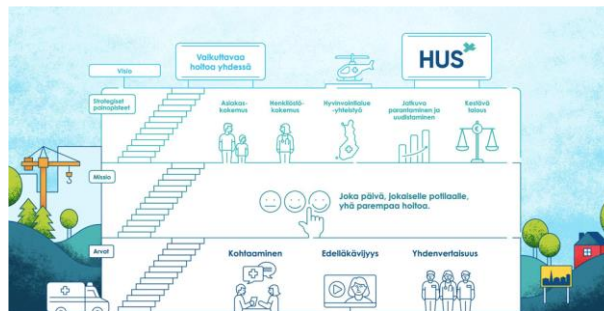 Vaikuttavaa
hoitoa yhdessä
HUS
Visio
Strategiset
painopisteet
Asiakas-
kokemus
Henkilöstö-
kokemus
Hyvinvointialue
-yhteistyö
Jatkuva
parantaminen ja
uudistaminen
Kestävä
talous
€
Missio
Joka päivä, jokaiselle potilaalle,
yhä parempaa hoitoa.
Arvot
Kohtaaminen
Edelläkävijyys
Yhdenvertaisuus